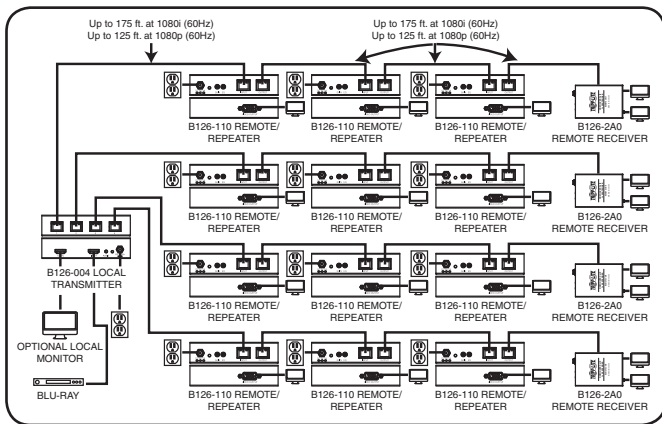 Up to 175 ft. at 1080i (60Hz)
Up to 125 ft. at 1080p (60Hz)
Up to 175 ft. at 1080i (60Hz)
Up to 125 ft. at 1080p (60Hz)
B126-110 REMOTE/
REPEATER
B126-110 REMOTE/
REPEATER
B126-110 REMOTE/
REPEATER
B126-2A0
REMOTE RECEIVER
B126-110 REMOTE/
REPEATER
B126-110 REMOTE/
REPEATER
B126-110 REMOTE/
REPEATER
B126-2A0
REMOTE RECEIVER
B126-004 LOCAL
TRANSMITTER
B126-110 REMOTE/
REPEATER
B126-110 REMOTE/
REPEATER
B126-110 REMOTE/
REPEATER
B126-2A0
REMOTE RECEIVER
OPTIONAL LOCAL
MONITOR
BLU-RAY
B126-110 REMOTE/
REPEATER
B126-110 REMOTE/
REPEATER
B126-110 REMOTE/
REPEATER
B126-2A0
REMOTE RECEIVER